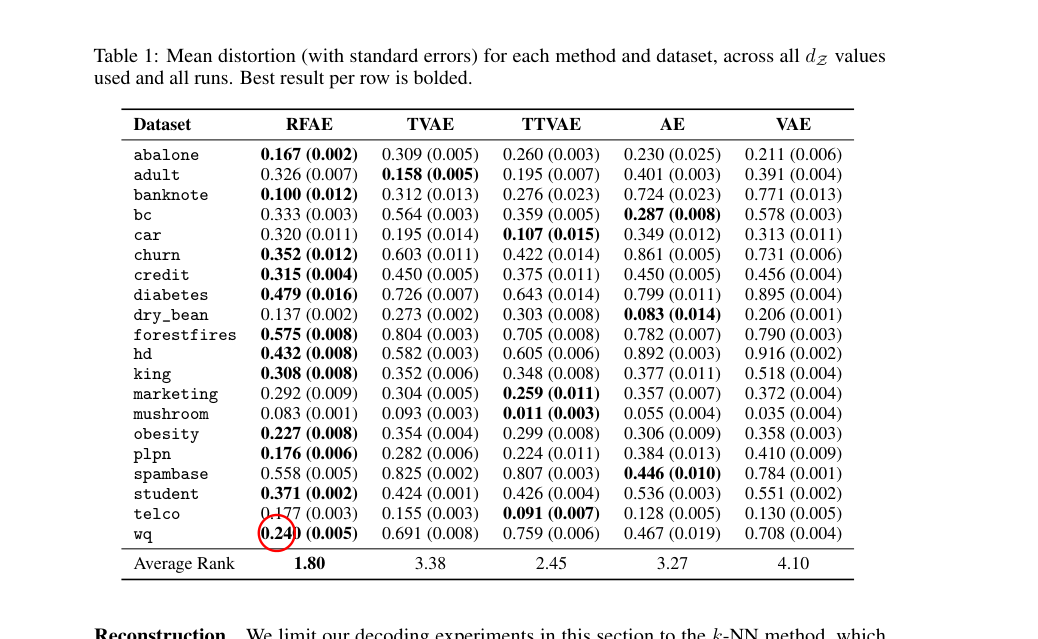 Table 1: Mean distortion (with standard errors) for each method and dataset, across all d_Z values
used and all runs. Best result per row is bolded.
Dataset RFAE TVAE TTVAE AE VAE
abalone 0.167 (0.002) 0.309 (0.005) 0.260 (0.003) 0.230 (0.025) 0.211 (0.006)
adult 0.326 (0.007) 0.158 (0.005) 0.195 (0.007) 0.401 (0.003) 0.391 (0.004)
banknote 0.100 (0.012) 0.312 (0.013) 0.276 (0.023) 0.724 (0.023) 0.771 (0.013)
bc 0.333 (0.003) 0.564 (0.003) 0.359 (0.005) 0.287 (0.008) 0.578 (0.003)
car 0.320 (0.011) 0.195 (0.014) 0.107 (0.015) 0.349 (0.012) 0.313 (0.011)
churn 0.352 (0.012) 0.603 (0.011) 0.422 (0.014) 0.861 (0.005) 0.731 (0.006)
credit 0.315 (0.004) 0.450 (0.005) 0.375 (0.011) 0.450 (0.005) 0.456 (0.004)
diabetes 0.479 (0.016) 0.726 (0.007) 0.643 (0.014) 0.799 (0.011) 0.895 (0.004)
dry_bean 0.137 (0.002) 0.273 (0.002) 0.303 (0.008) 0.083 (0.014) 0.206 (0.001)
forestfires 0.575 (0.008) 0.804 (0.003) 0.705 (0.008) 0.782 (0.007) 0.790 (0.003)
hd 0.432 (0.008) 0.582 (0.003) 0.605 (0.006) 0.892 (0.003) 0.916 (0.002)
king 0.308 (0.008) 0.352 (0.006) 0.348 (0.008) 0.377 (0.011) 0.518 (0.004)
marketing 0.292 (0.009) 0.304 (0.005) 0.259 (0.011) 0.357 (0.007) 0.372 (0.004)
mushroom 0.083 (0.001) 0.093 (0.003) 0.011 (0.003) 0.055 (0.004) 0.035 (0.004)
obesity 0.227 (0.008) 0.354 (0.004) 0.299 (0.008) 0.306 (0.009) 0.358 (0.003)
plpn 0.176 (0.006) 0.282 (0.006) 0.224 (0.011) 0.384 (0.013) 0.410 (0.009)
spambase 0.558 (0.005) 0.825 (0.002) 0.807 (0.003) 0.446 (0.010) 0.784 (0.001)
student 0.371 (0.002) 0.424 (0.001) 0.426 (0.004) 0.536 (0.003) 0.551 (0.002)
telco 0.177 (0.003) 0.155 (0.003) 0.091 (0.007) 0.128 (0.005) 0.130 (0.005)
wq 0.240 (0.005) 0.691 (0.008) 0.759 (0.006) 0.467 (0.019) 0.708 (0.004)
Average Rank 1.80 3.38 2.45 3.27 4.10
Reconstruction We limit our decoding experiments in this section to the k-NN method, which